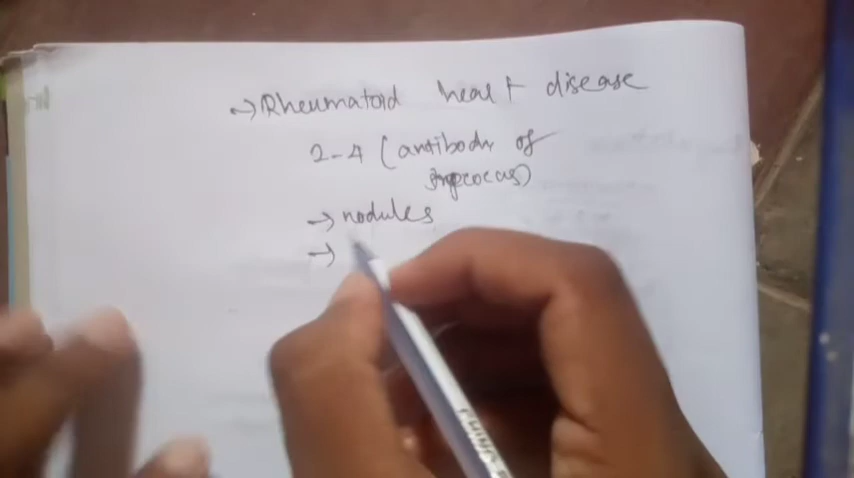 → Rheumatoid heart disease
2-4 (antibody of
→ nodules
→